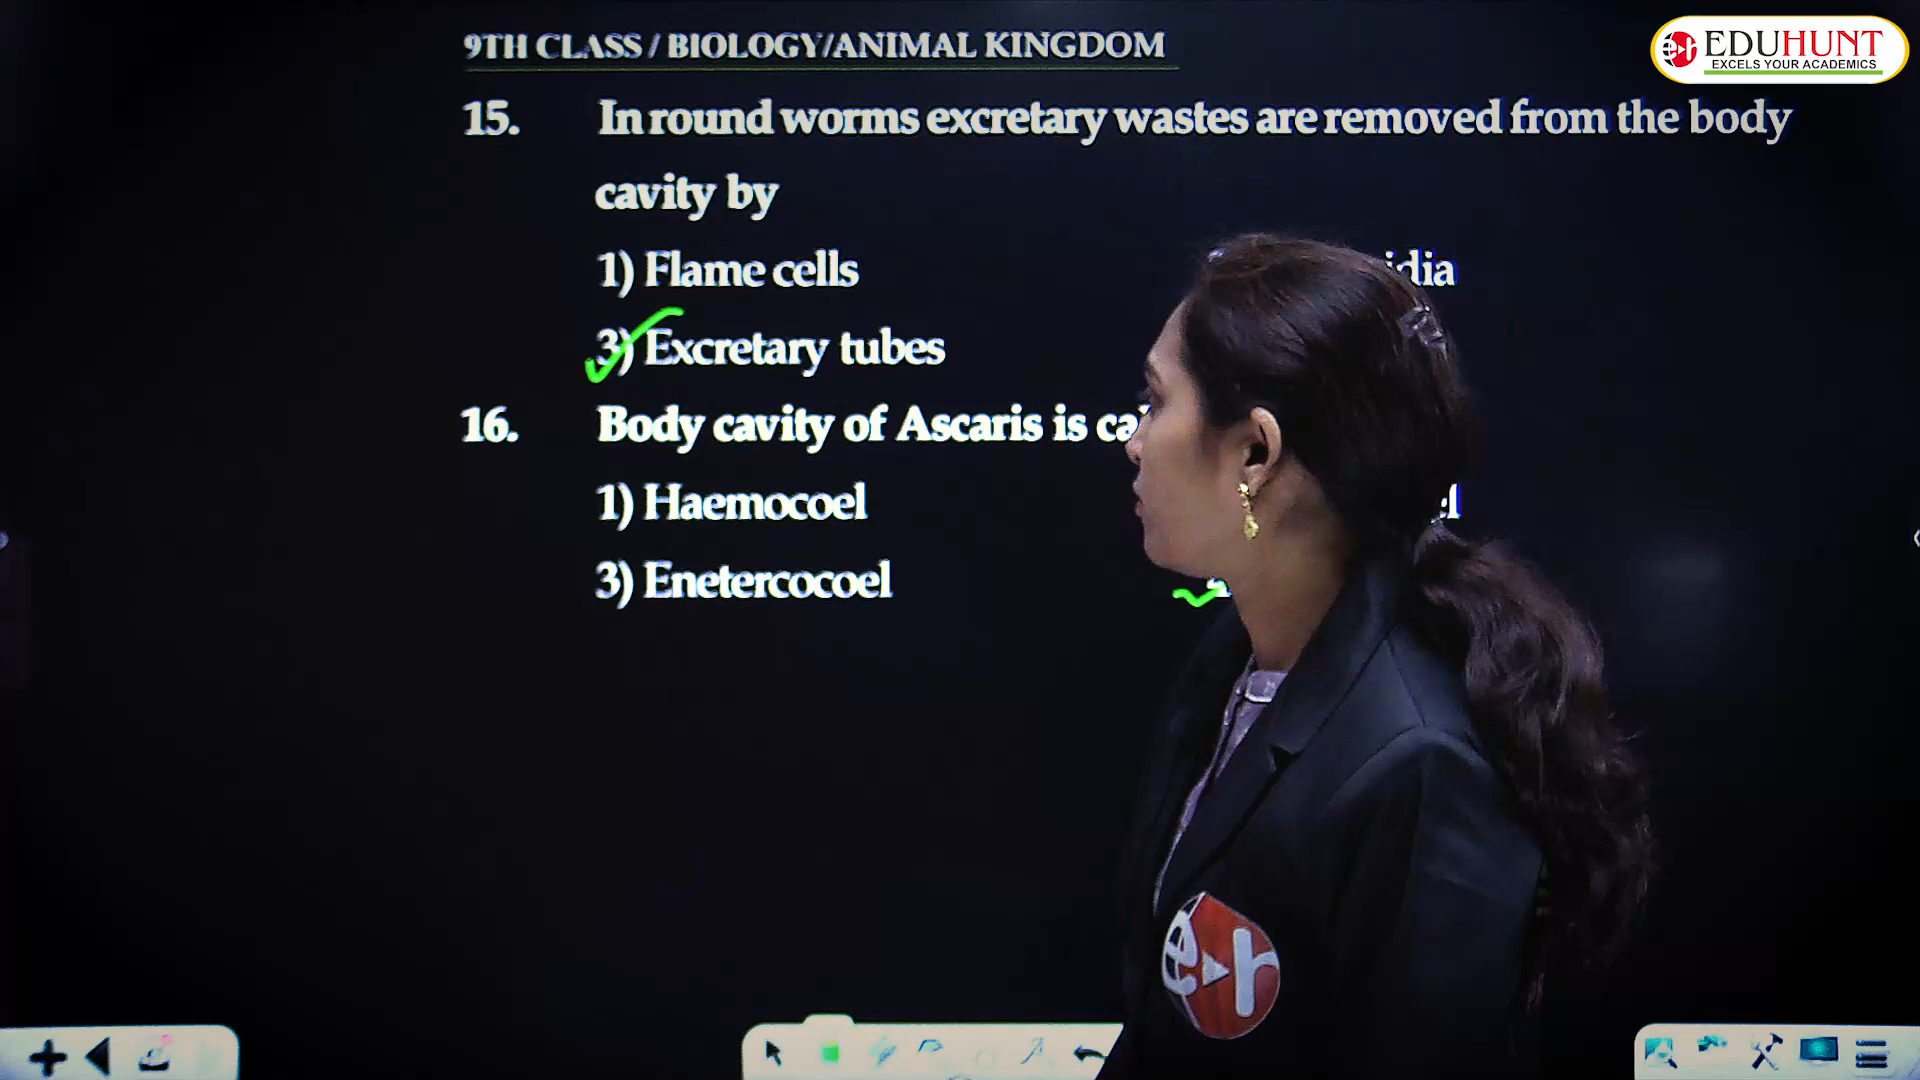 9TH CLASS / BIOLOGY/ANIMAL KINGDOM
EDUHUNT
EXCELS YOUR ACADEMICS
15. In round worms excretary wastes are removed from the body
cavity by
1) Flame cells
3) Excretary tubes
16. Body cavity of Ascaris is
1) Haemocoel
3) Enetercocoel
e r